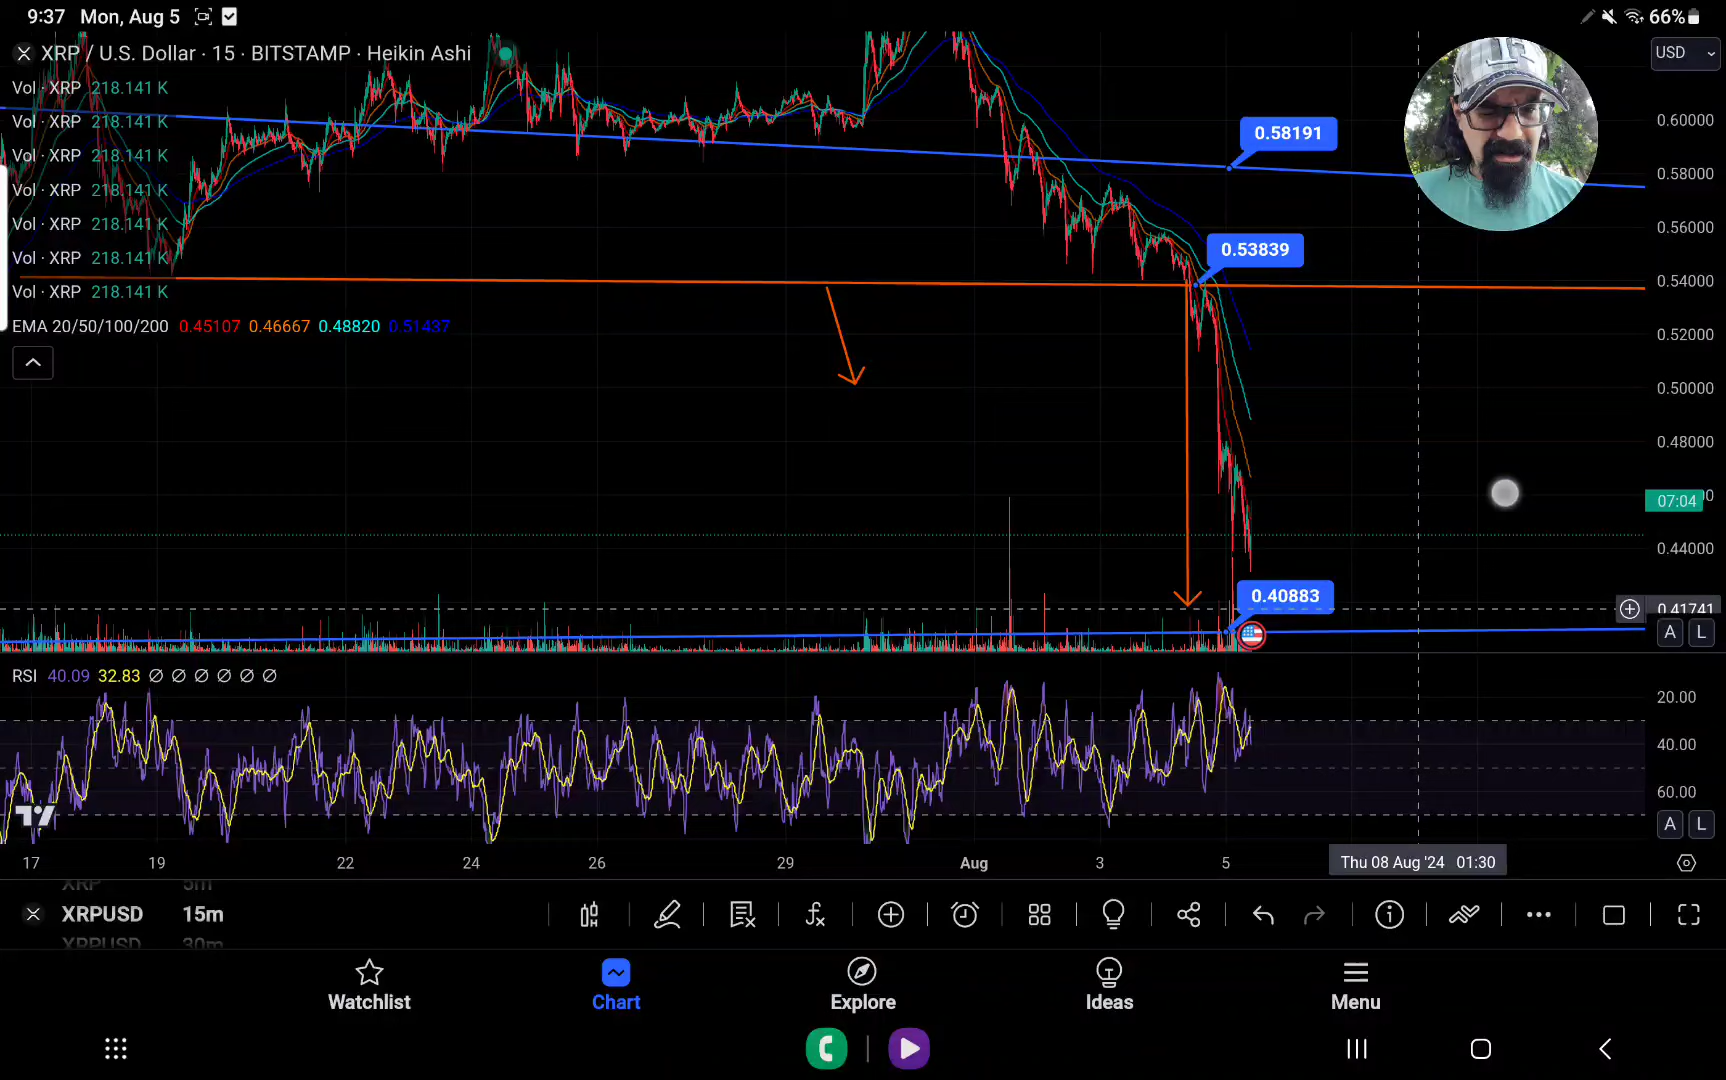 9:37 Mon, Aug 5
66%
XRP / U.S. Dollar · 15 · BITSTAMP · Heikin Ashi
USD
Vol · XRP 218.141 K
Vol · XRP 218.141 K
Vol · XRP 218.141 K
Vol · XRP 218.141 K
Vol · XRP 218.141 K
Vol · XRP 218.141 K
Vol · XRP 218.141 K
EMA 20/50/100/200 0.45107 0.46667 0.48820 0.51437
0.58191
0.53839
0.40883
0.60000
0.58000
0.56000
0.54000
0.52000
0.50000
0.48000
07:04
0.44000
0.41741
A L
RSI 40.09 32.83 ∅ ∅ ∅ ∅ ∅ ∅
20.00
40.00
60.00
A L
17 19 22 24 26 29 Aug 3 5
Thu 08 Aug '24 01:30
XRP 5m
XRPUSD 15m
XRPUSD 30m
Watchlist Chart Explore Ideas Menu